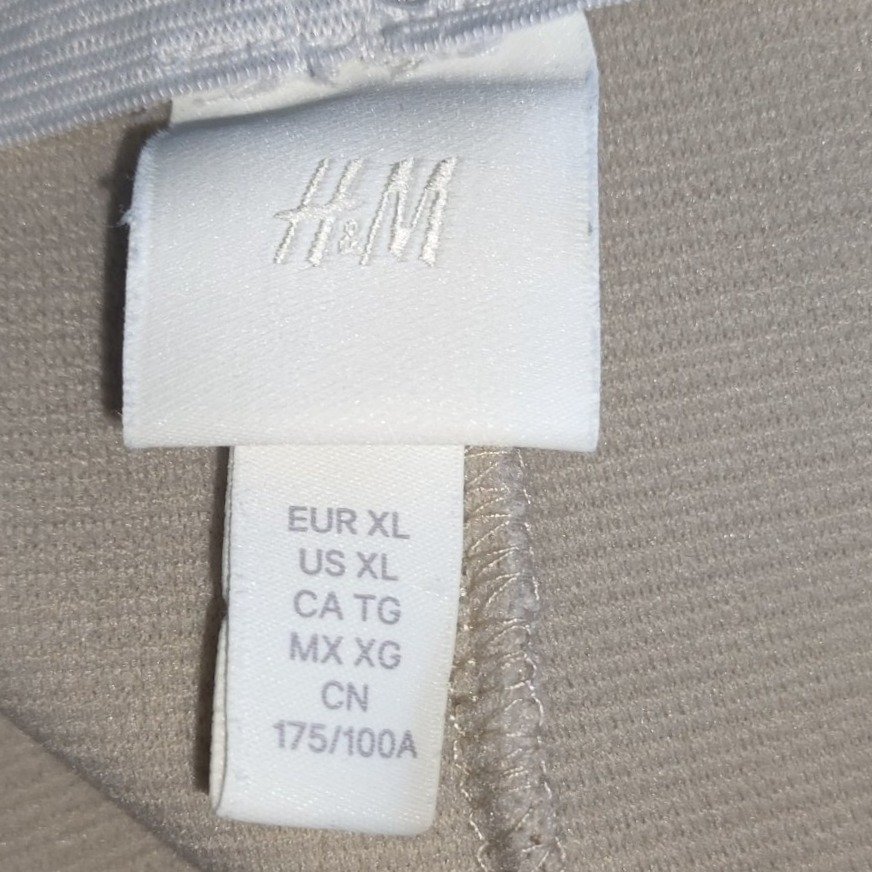 H&M
EUR XL
US XL
CA TG
MX XG
CN
175/100A